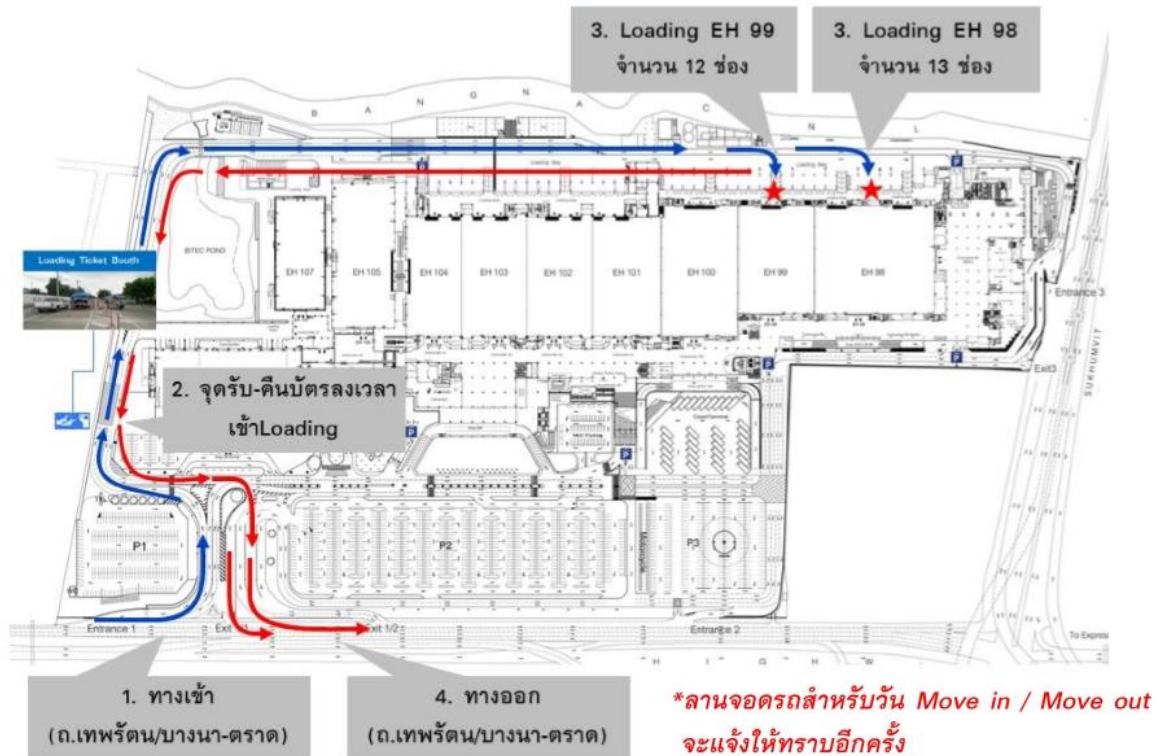 3. Loading EH 99
จำนวน 12 ช่อง
3. Loading EH 98
จำนวน 13 ช่อง
B A N G N A C N L
Loading Bay
Loading Bay
BITEC POND
Loading Ticket Booth
EH 107
EH 105
EH 104
EH 103
EH 102
EH 101
EH 100
EH 99
EH 98
Entrance 3
Exit3
SUKHUMVIT
2. จุดรับ-คืนบัตรลงเวลา
เข้าLoading
P1
P2
Motorcycle
P3
Entrance 1
Exit 1/2
Entrance 2
To Express
H I G H W
1. ทางเข้า
(ถ.เทพรัตน/บางนา-ตราด)
4. ทางออก
(ถ.เทพรัตน/บางนา-ตราด)
*ลานจอดรถสำหรับวัน Move in / Move out
จะแจ้งให้ทราบอีกครั้ง